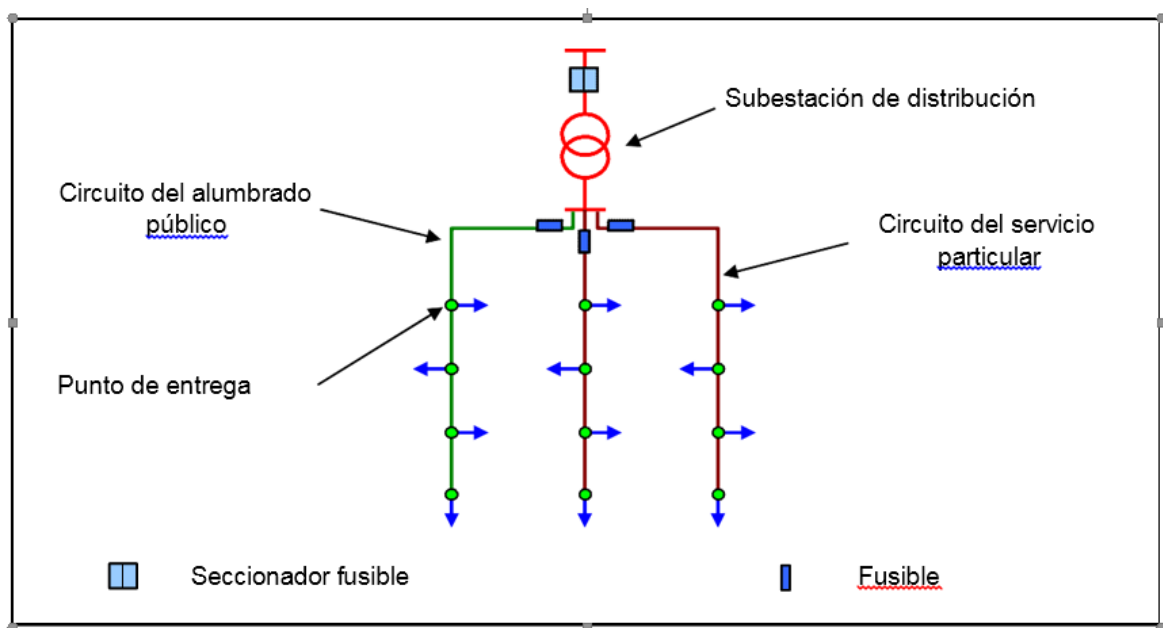 Subestación de distribución
Circuito del alumbrado
público
Circuito del servicio
particular
Punto de entrega
Seccionador fusible
Fusible